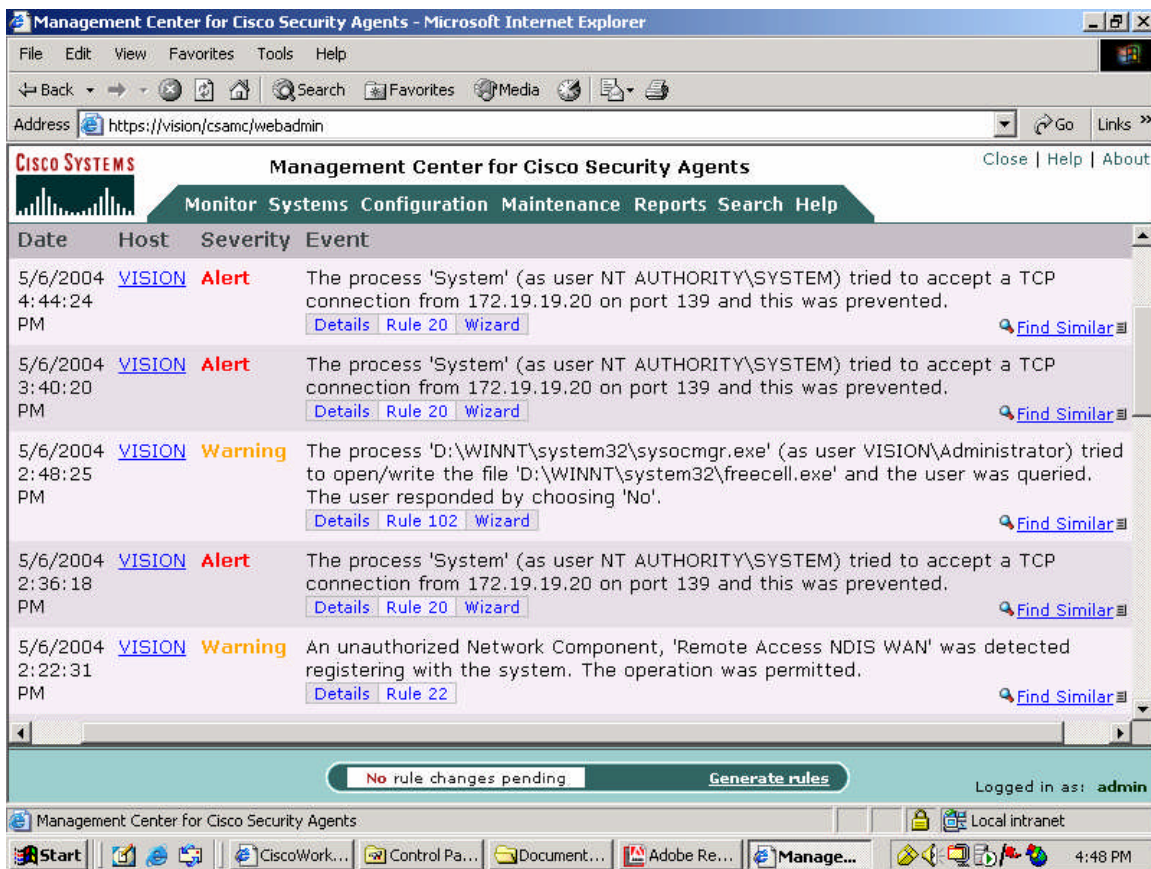 Management Center for Cisco Security Agents - Microsoft Internet Explorer
File Edit View Favorites Tools Help
Back Search Favorites Media
Address https://vision/csamc/webadmin Go Links »
CISCO SYSTEMS
Management Center for Cisco Security Agents
Close | Help | About
Monitor Systems Configuration Maintenance Reports Search Help
Date Host Severity Event
5/6/2004 VISION Alert The process 'System' (as user NT AUTHORITY\SYSTEM) tried to accept a TCP
4:44:24 connection from 172.19.19.20 on port 139 and this was prevented.
PM Details Rule 20 Wizard Find Similar
5/6/2004 VISION Alert The process 'System' (as user NT AUTHORITY\SYSTEM) tried to accept a TCP
3:40:20 connection from 172.19.19.20 on port 139 and this was prevented.
PM Details Rule 20 Wizard Find Similar
5/6/2004 VISION Warning The process 'D:\WINNT\system32\sysocmgr.exe' (as user VISION\Administrator) tried
2:48:25 to open/write the file 'D:\WINNT\system32\freecell.exe' and the user was queried.
PM The user responded by choosing 'No'.
Details Rule 102 Wizard Find Similar
5/6/2004 VISION Alert The process 'System' (as user NT AUTHORITY\SYSTEM) tried to accept a TCP
2:36:18 connection from 172.19.19.20 on port 139 and this was prevented.
PM Details Rule 20 Wizard Find Similar
5/6/2004 VISION Warning An unauthorized Network Component, 'Remote Access NDIS WAN' was detected
2:22:31 registering with the system. The operation was permitted.
PM Details Rule 22 Find Similar
No rule changes pending Generate rules
Logged in as: admin
Management Center for Cisco Security Agents Local intranet
Start CiscoWork... Control Pa... Document... Adobe Re... Manage... 4:48 PM